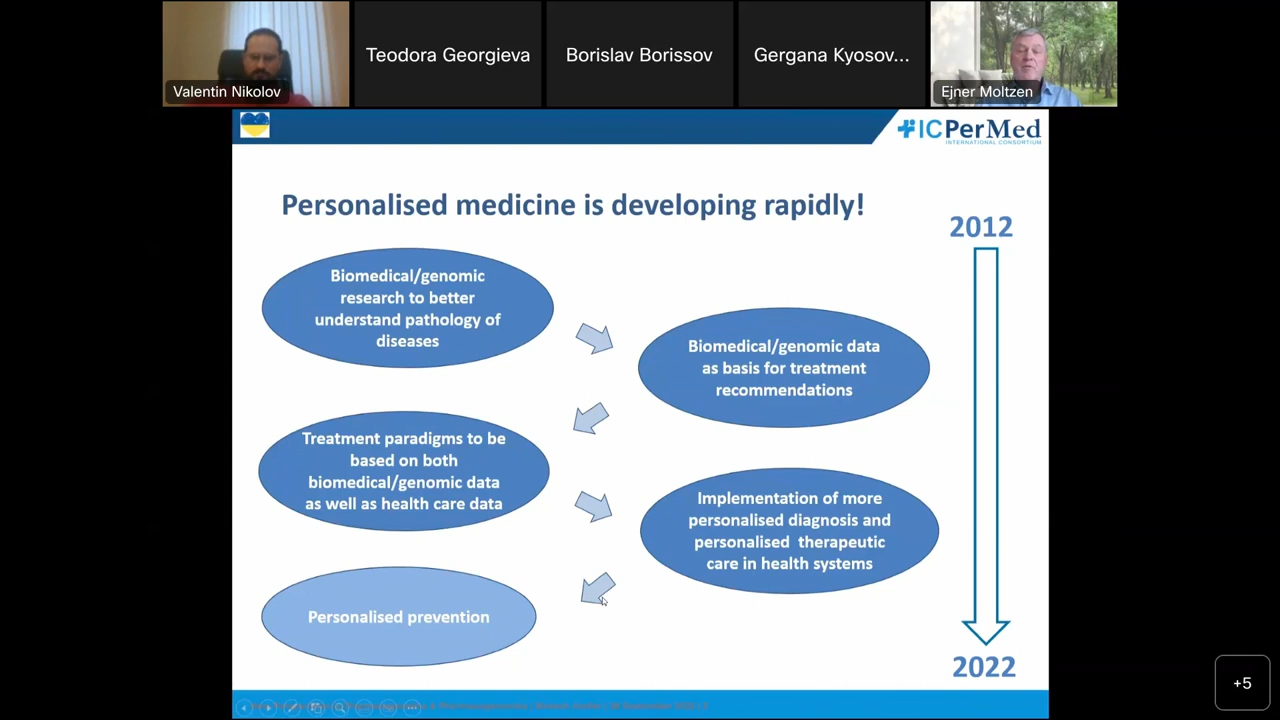 Valentin Nikolov
Teodora Georgieva
Borislav Borissov
Gergana Kyosov...
Ejner Moltzen
ICPerMed
INTERNATIONAL CONSORTIUM
Personalised medicine is developing rapidly!
2012
Biomedical/genomic
research to better
understand pathology of
diseases
Biomedical/genomic data
as basis for treatment
recommendations
Treatment paradigms to be
based on both
biomedical/genomic data
as well as health care data
Implementation of more
personalised diagnosis and
personalised therapeutic
care in health systems
Personalised prevention
2022
+5